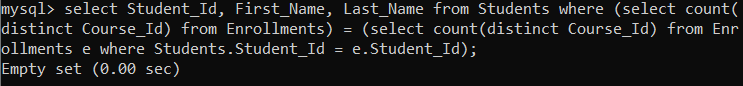 mysql> select Student_Id, First_Name, Last_Name from Students where (select count(
distinct Course_Id) from Enrollments) = (select count(distinct Course_Id) from Enr
ollments e where Students.Student_Id = e.Student_Id);
Empty set (0.00 sec)